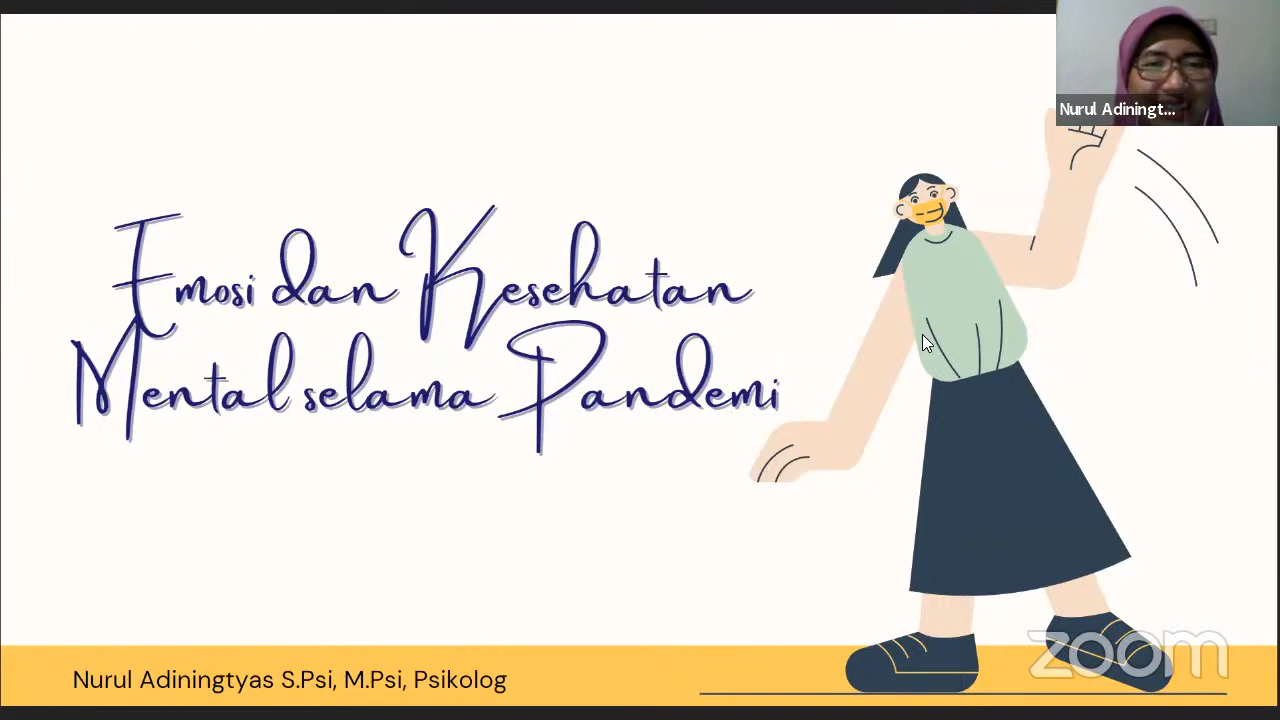 Nurul Adiningt...
Emosi dan Kesehatan
Mental selama Pandemi
Nurul Adiningtyas S.Psi, M.Psi, Psikolog
zoom